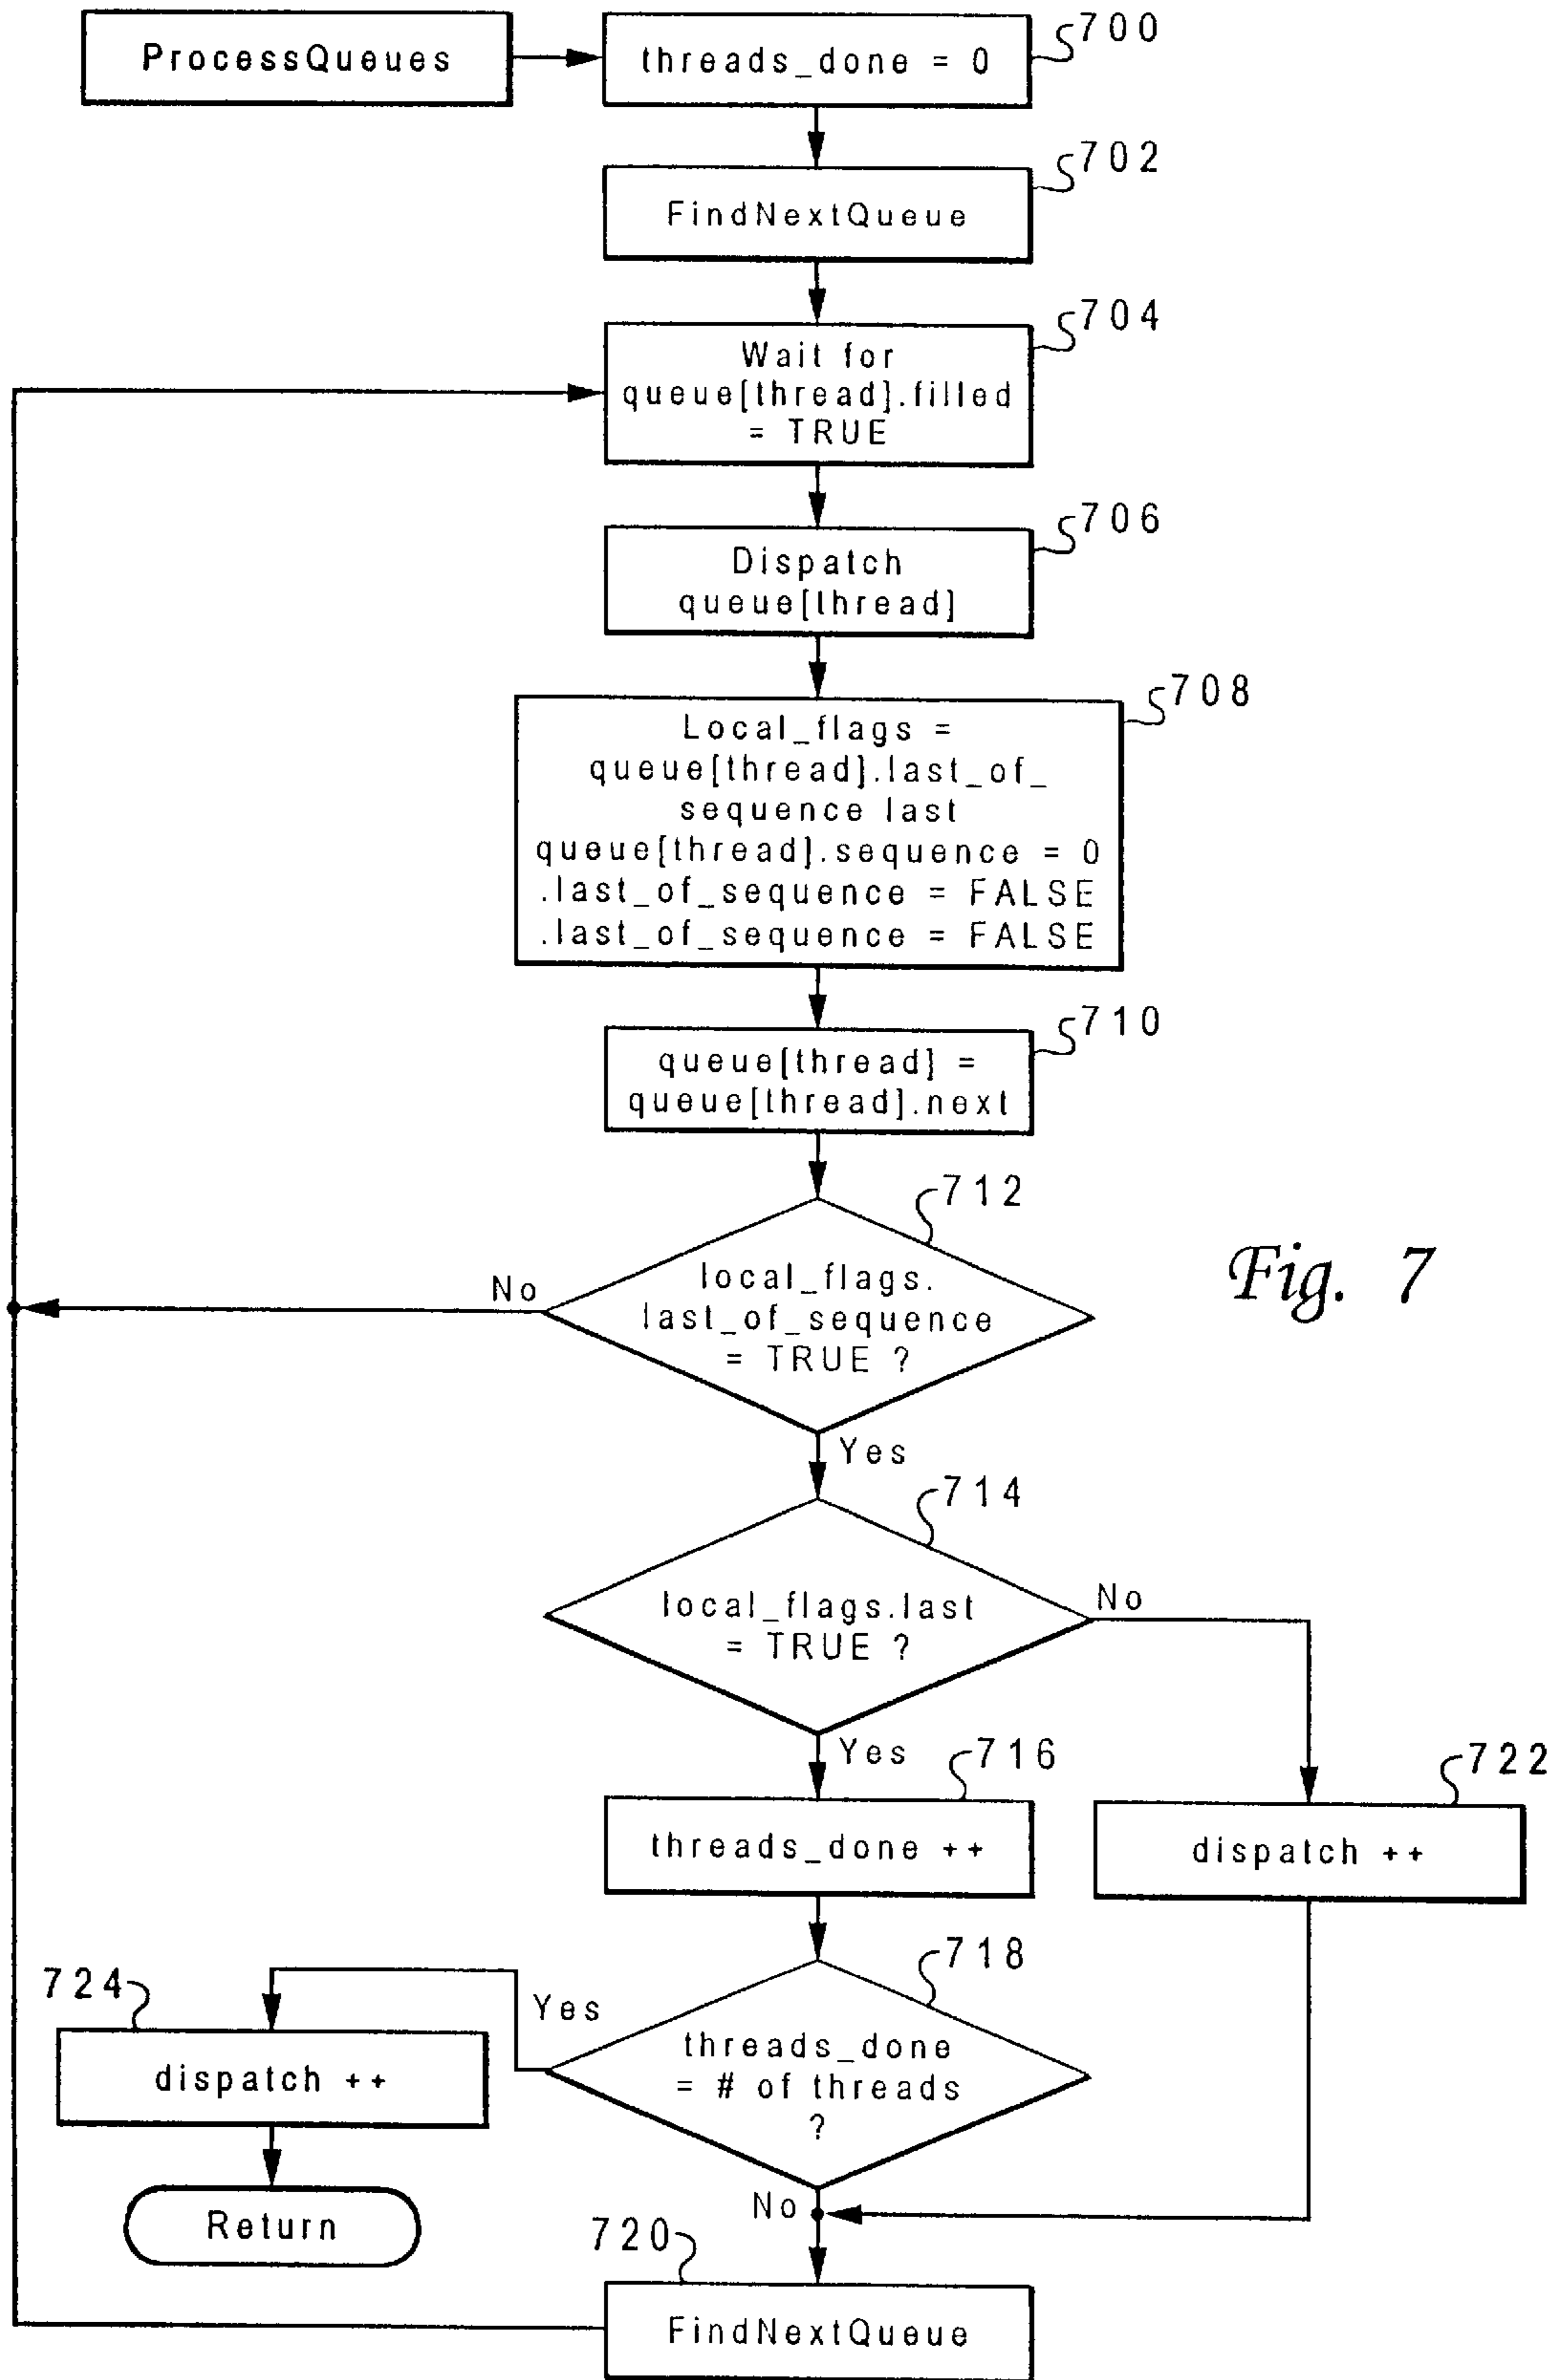 ProcessQueues
threads_done = 0
700
702
FindNextQueue
704
Wait for
queue[thread].filled
= TRUE
706
Dispatch
queue[thread]
708
Local_flags =
queue[thread].last_of_
sequence last
queue[thread].sequence = 0
.last_of_sequence = FALSE
.last_of_sequence = FALSE
710
queue[thread] =
queue[thread].next
712
No
local_flags.
last_of_sequence
= TRUE ?
Fig. 7
Yes
714
local_flags.last
= TRUE ?
No
Yes
716
722
threads_done ++
dispatch ++
718
724
Yes
threads_done
= # of threads
?
dispatch ++
No
Return
720
FindNextQueue